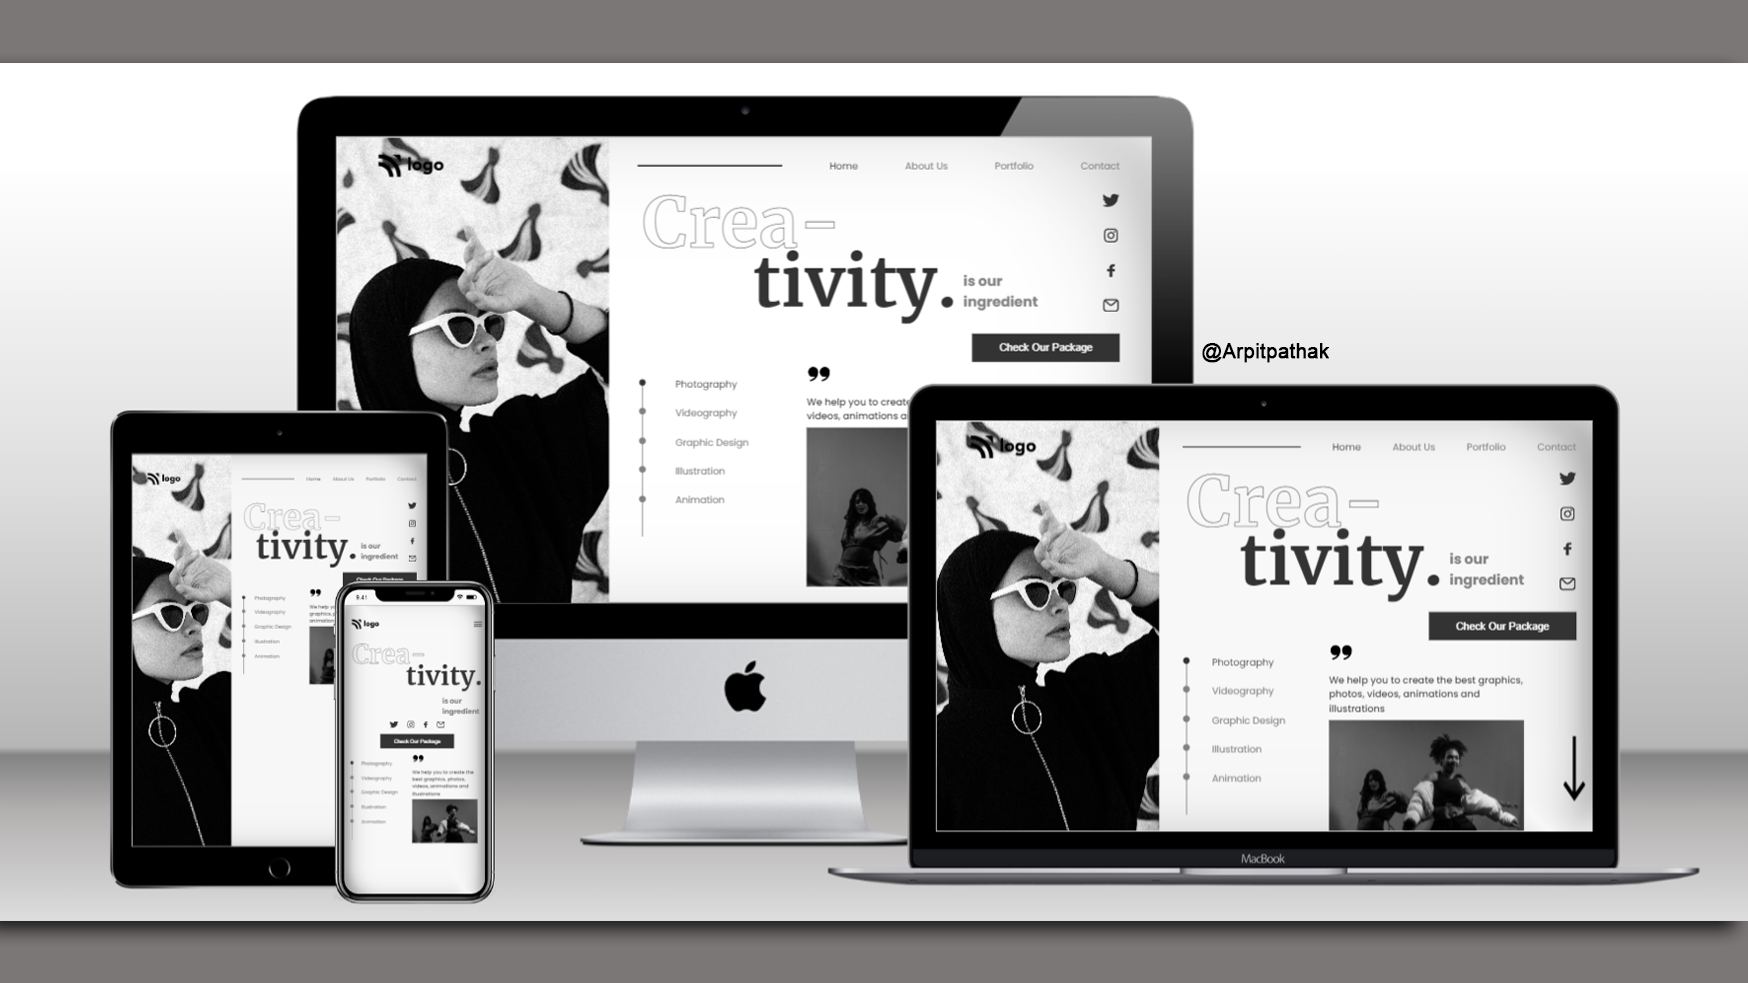 logo
Home About Us Portfolio Contact
Crea-
tivity. is our
ingredient
Check Our Package
Photography
Videography
Graphic Design
Illustration
Animation
”
We help you to create
videos, animations a
@Arpitpathak
logo
Home About Us Portfolio Contact
Crea-
tivity. is our
ingredient
Check Our Package
Photography
Videography
Graphic Design
Illustration
Animation
”
We help you to create the best graphics,
photos, videos, animations and
illustrations
MacBook
logo
Home About Us Portfolio Contact
Crea-
tivity. is our
ingredient
Check Our Package
Photography
Videography
Graphic Design
Illustration
Animation
”
We help yo
graphics, p
animation
9:41
logo
Crea-
tivity.
is our
ingredient
Check Our Package
Photography
Videography
Graphic Design
Illustration
Animation
”
We help you to create the
best graphics, photos,
videos, animations and
illustrations